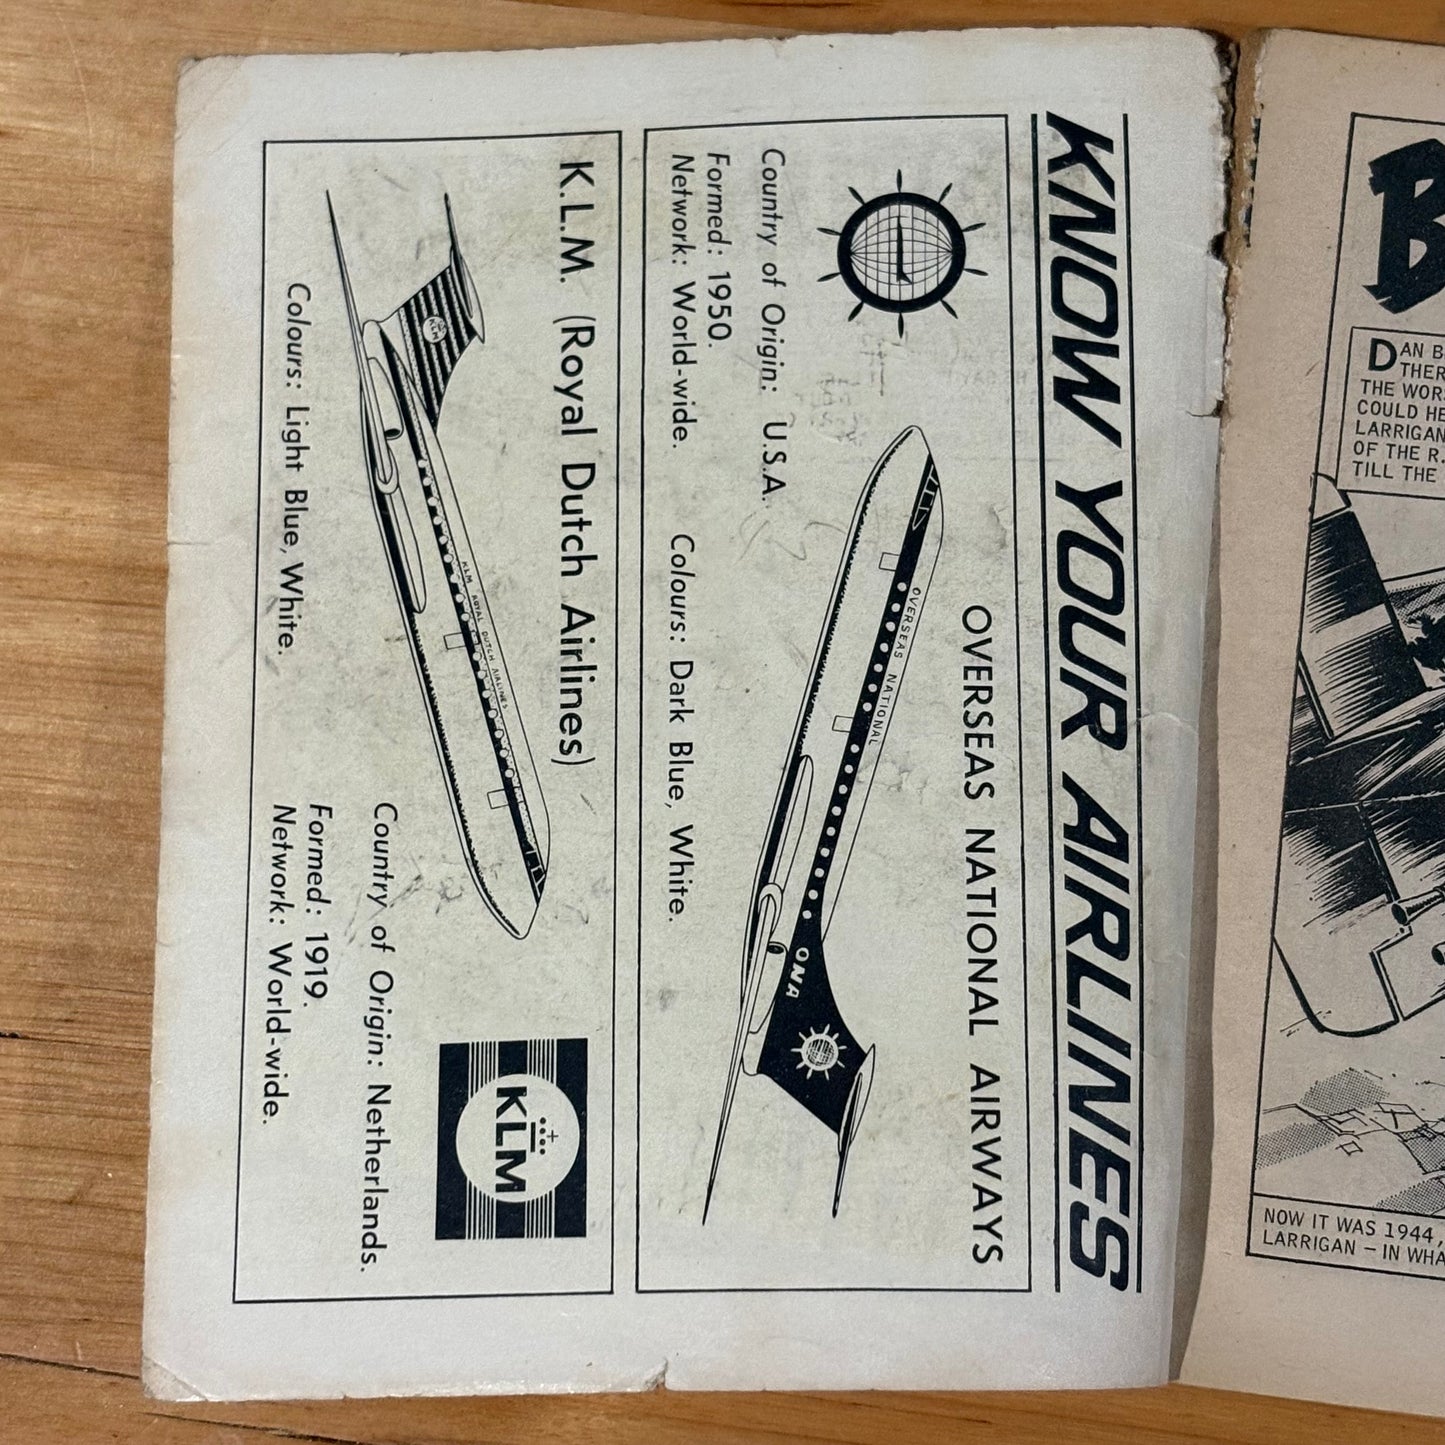 KNOW YOUR AIRLINES
OVERSEAS NATIONAL AIRWAYS
OVERSEAS NATIONAL
ONA
Country of Origin: U.S.A.
Formed: 1950.
Network: World-wide.
Colours: Dark Blue, White.
K.L.M. (Royal Dutch Airlines)
KLM
KLM ROYAL DUTCH AIRLINES
KLM
Country of Origin: Netherlands.
Formed: 1919.
Network: World-wide.
Colours: Light Blue, White.
B
DAN B
THER
THE WORS
COULD HE
LARRIGAN
OF THE R.
TILL THE
NOW IT WAS 1944,
LARRIGAN – IN WHA